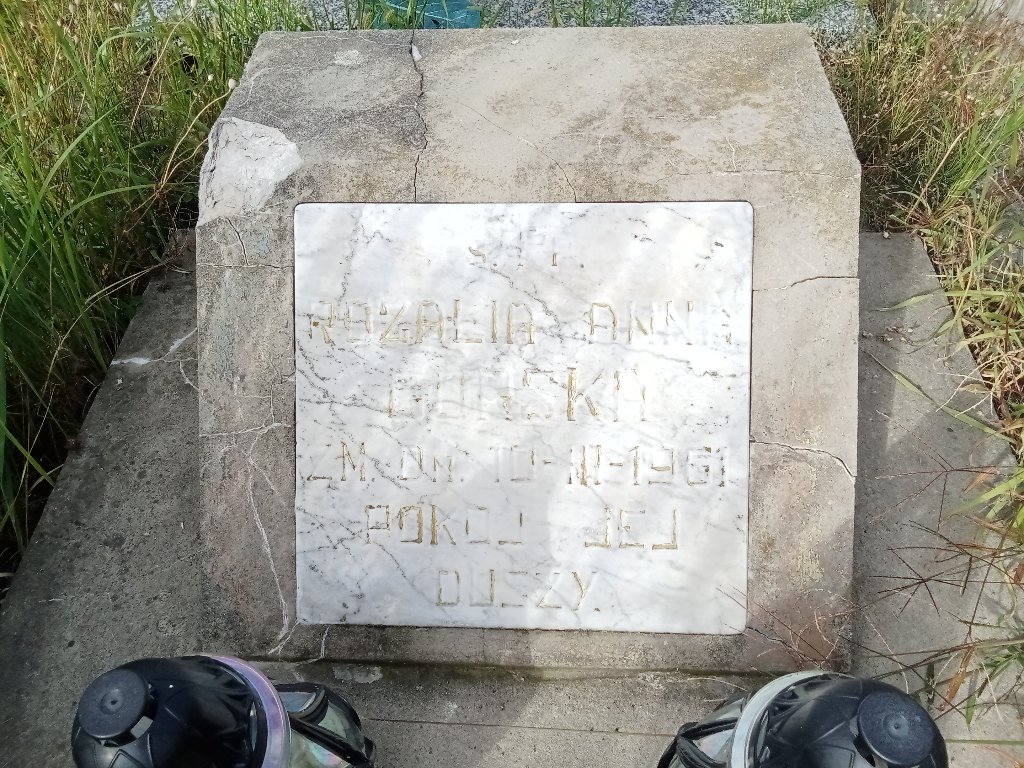 Ś.P.
ROZALIA ANNA
GÓRSKA
ZM. DN. 10-III-1961
POKÓJ JEJ
DUSZY